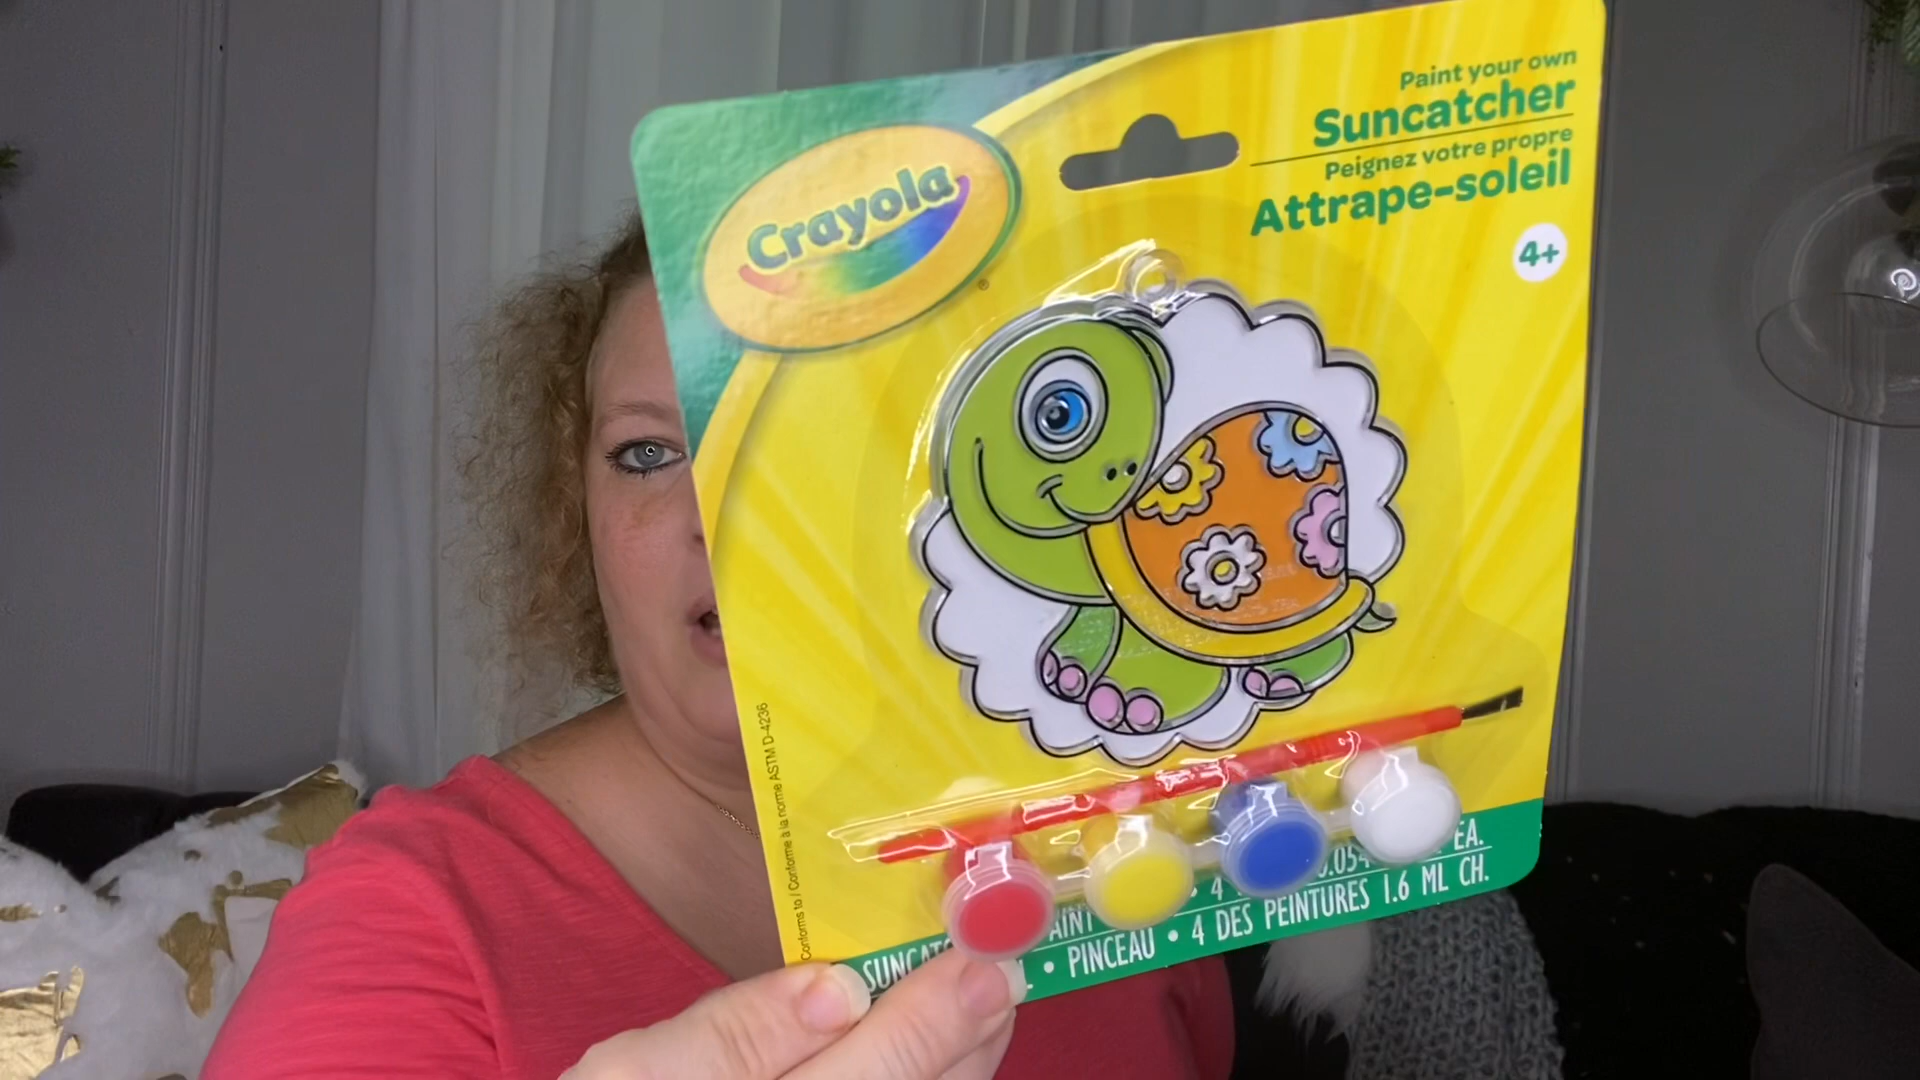 Crayola
Paint your own
Suncatcher
Peignez votre propre
Attrape-soleil
4+
Conforms to / Conforme à la norme ASTM D-4236
• 4 EA.
• PINCEAU • 4 DES PEINTURES 1.6 ML CH.